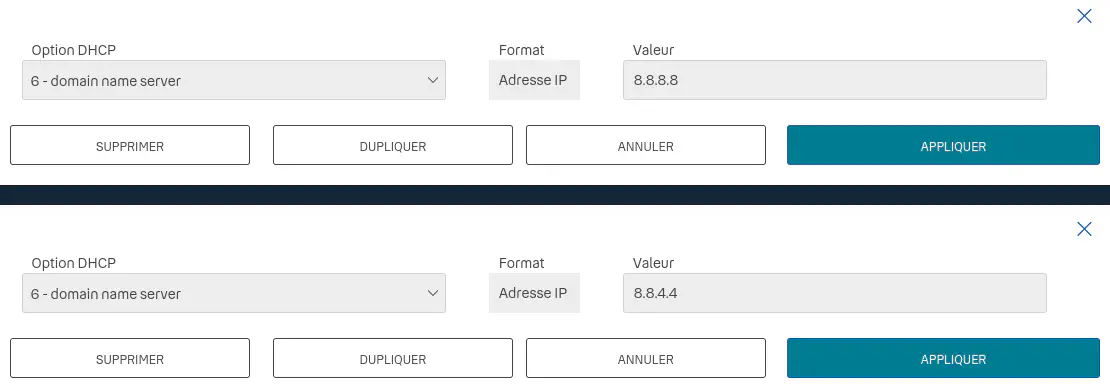 Option DHCP Format Valeur
6 - domain name server Adresse IP 8.8.8.8
SUPPRIMER DUPLIQUER ANNULER APPLIQUER
Option DHCP Format Valeur
6 - domain name server Adresse IP 8.8.4.4
SUPPRIMER DUPLIQUER ANNULER APPLIQUER